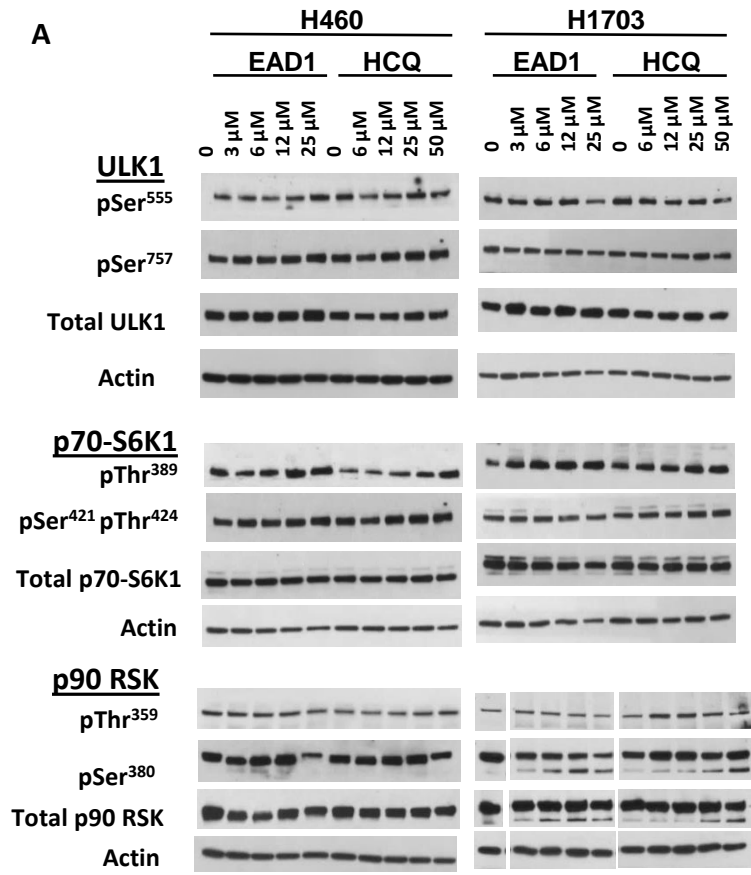 A
H460 H1703
EAD1 HCQ EAD1 HCQ
0 3 µM 6 µM 12 µM 25 µM 0 6 µM 12 µM 25 µM 50 µM 0 3 µM 6 µM 12 µM 25 µM 0 6 µM 12 µM 25 µM 50 µM
ULK1
pSer⁵⁵⁵
pSer⁷⁵⁷
Total ULK1
Actin
p70-S6K1
pThr³⁸⁹
pSer⁴²¹ pThr⁴²⁴
Total p70-S6K1
Actin
p90 RSK
pThr³⁵⁹
pSer³⁸⁰
Total p90 RSK
Actin